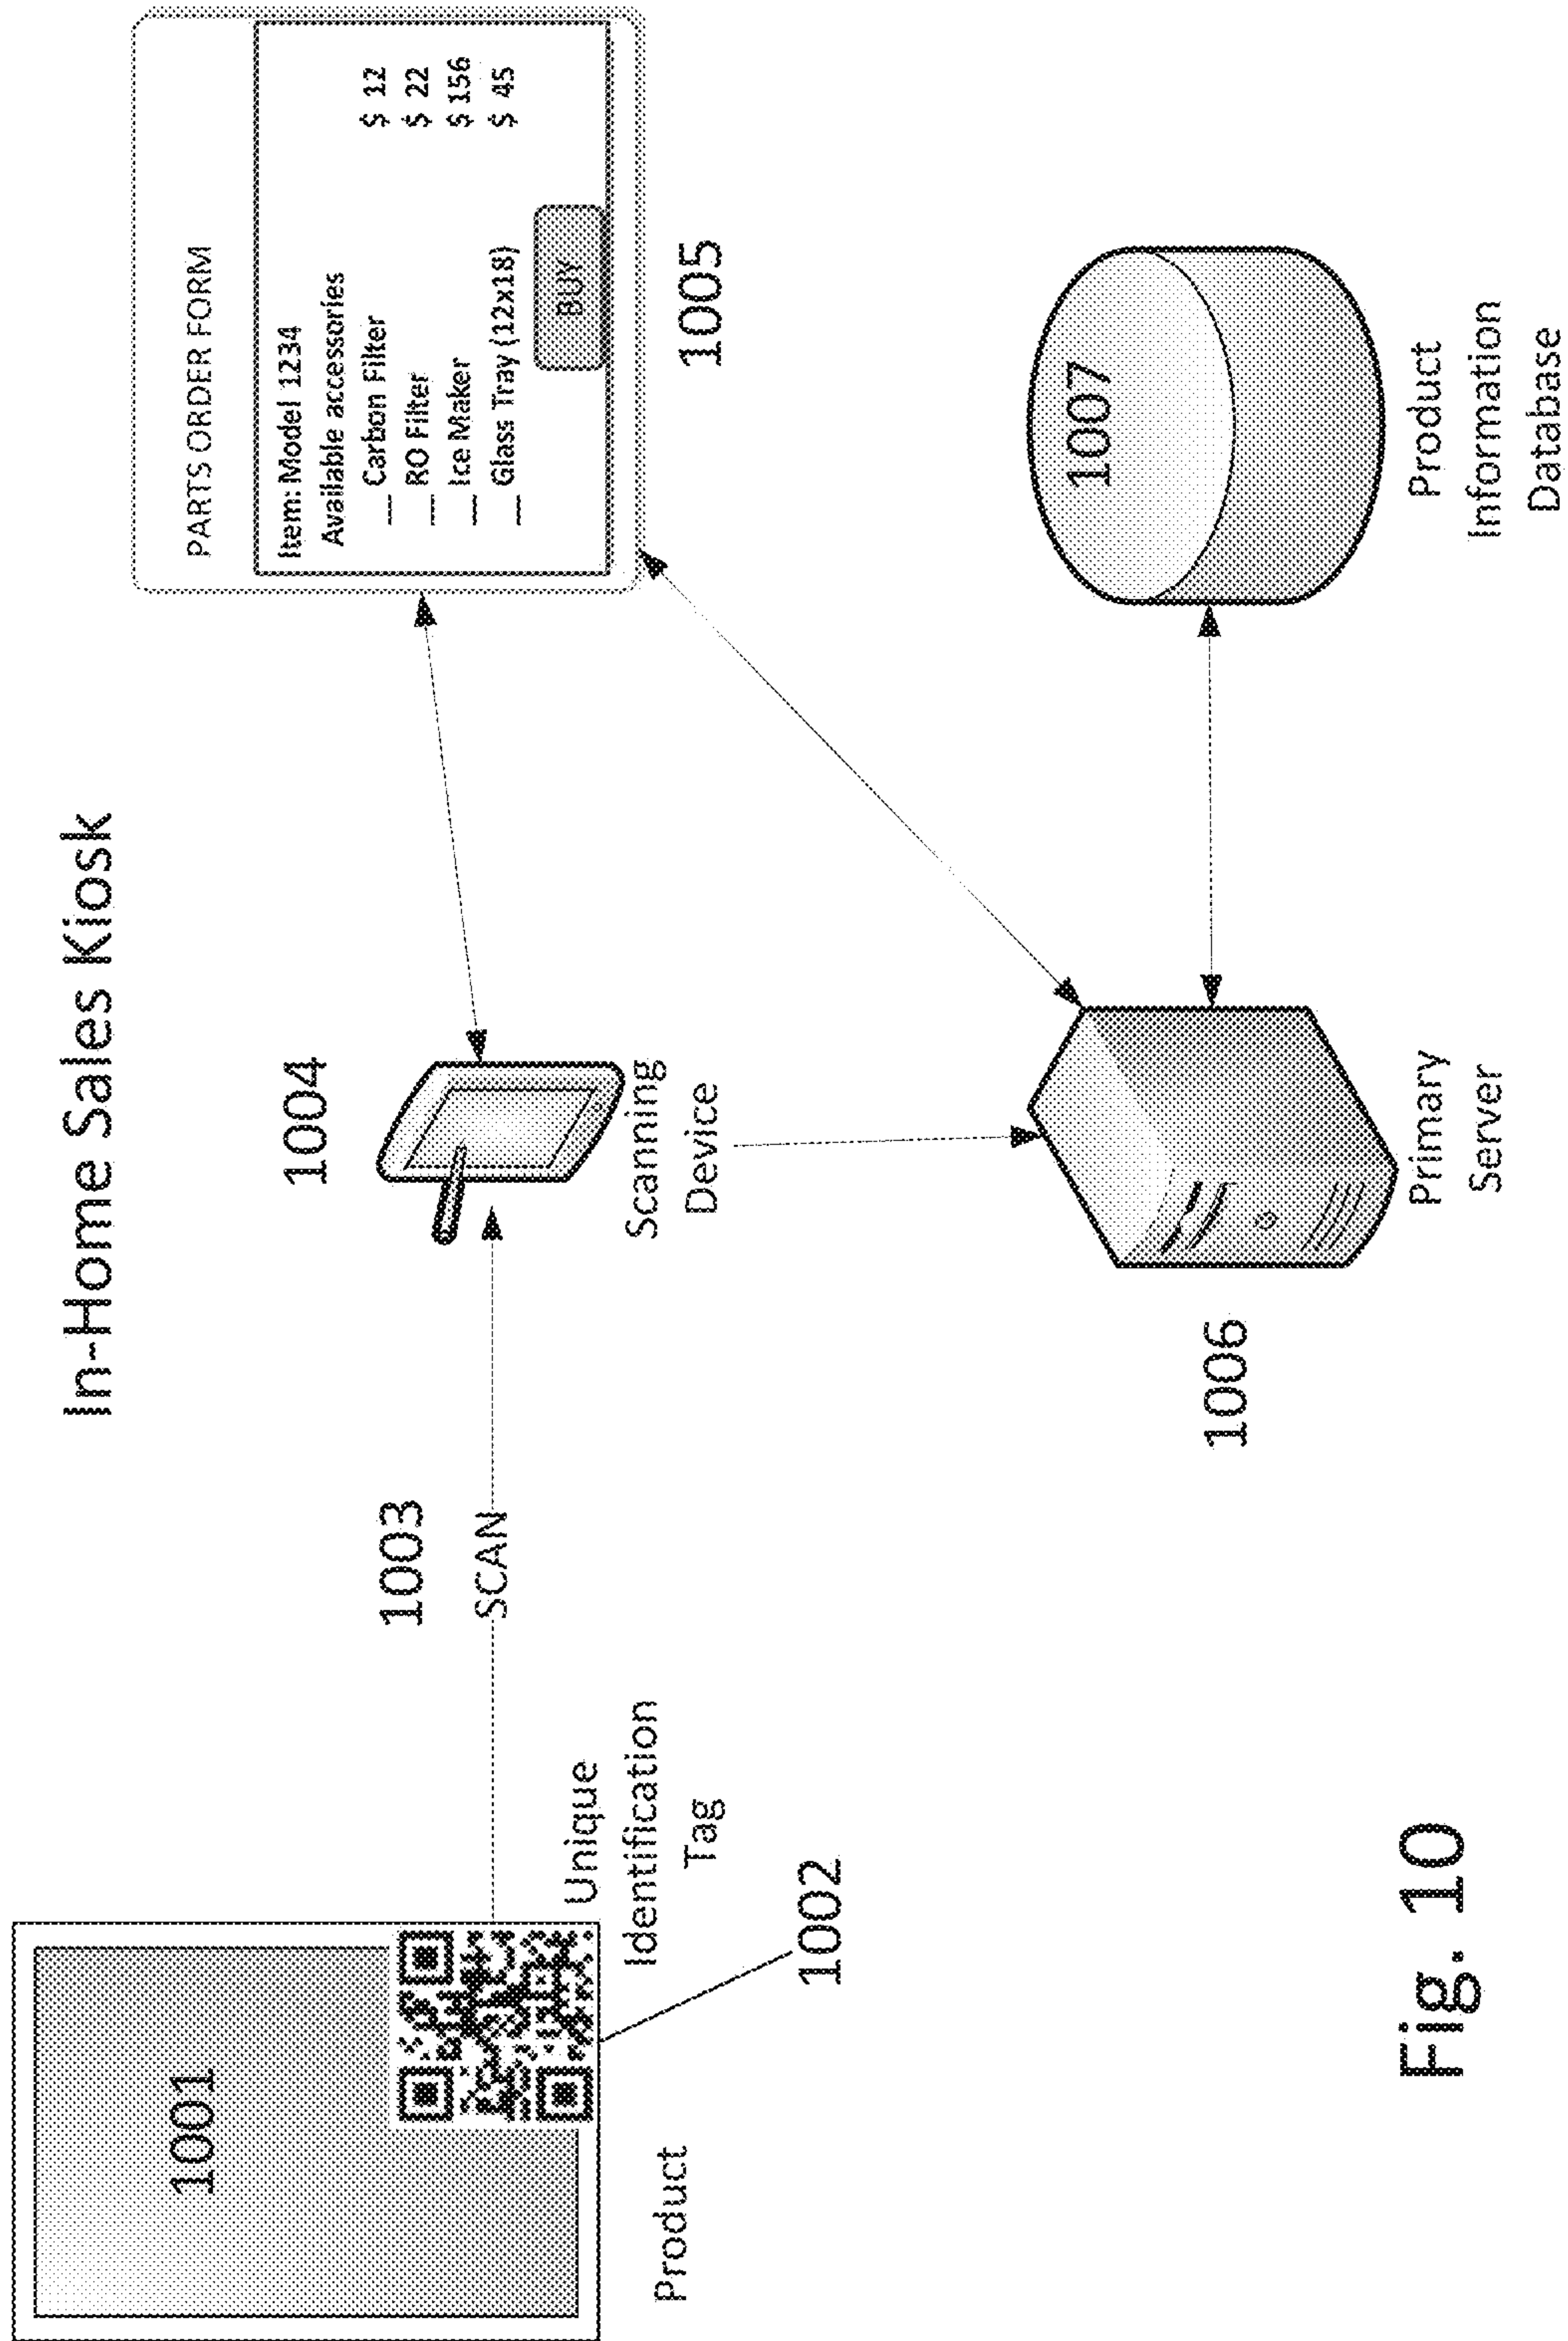 In-Home Sales Kiosk
1001
Product
Unique
Identification
Tag
1002
1003
SCAN
1004
Scanning
Device
PARTS ORDER FORM
Item: Model 1234
Available accessories
__ Carbon Filter $ 12
__ RO Filter $ 22
__ Ice Maker $ 156
__ Glass Tray (12x18) $ 45
BUY
1005
1006
Primary
Server
1007
Product
Information
Database
Fig. 10